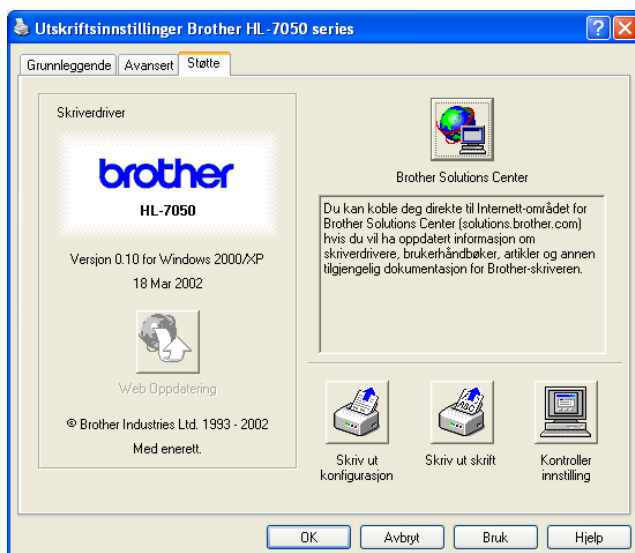 Utskriftsinnstillinger Brother HL-7050 series
Grunnleggende
Avansert
Støtte
Skriverdriver
brother
HL-7050
Versjon 0.10 for Windows 2000/XP
18 Mar 2002
Web Oppdatering
© Brother Industries Ltd. 1993 - 2002
Med enerett.
Brother Solutions Center
Du kan koble deg direkte til Internett-området for
Brother Solutions Center (solutions.brother.com)
hvis du vil ha oppdatert informasjon om
skriverdrivere, brukerhåndbøker, artikler og annen
tilgjengelig dokumentasjon for Brother-skriveren.
Skriv ut
konfigurasjon
ABC
Skriv ut skrift
Kontroller
innstilling
OK
Avbryt
Bruk
Hjelp